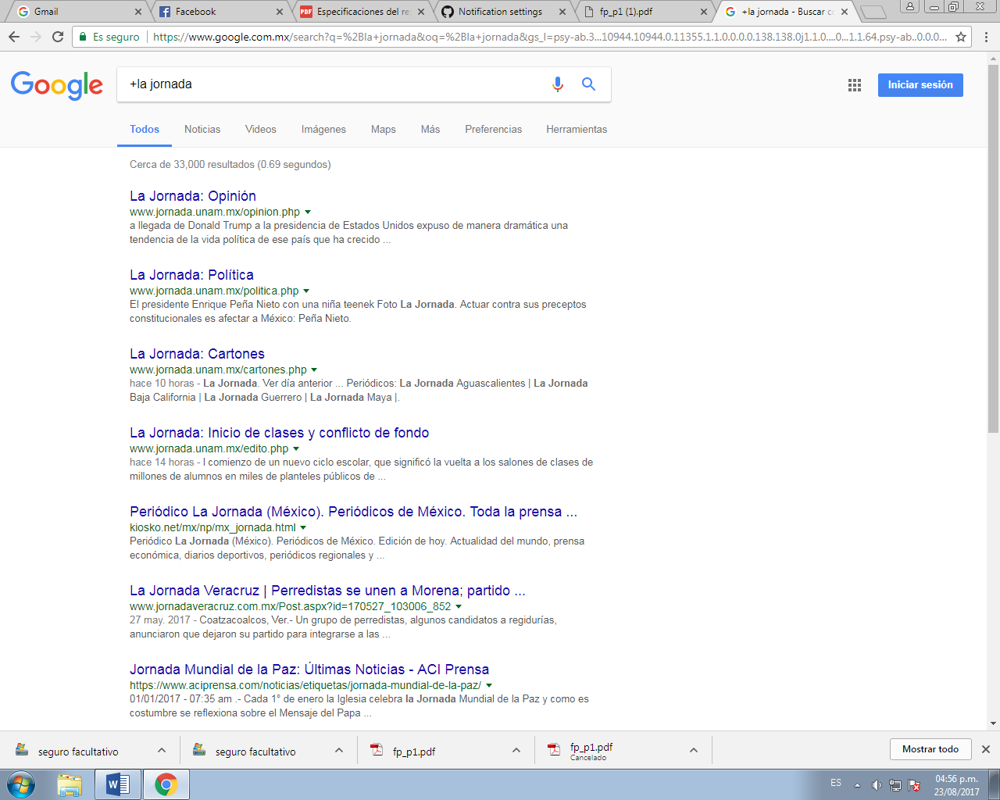 Gmail
Facebook
Especificaciones del re
Notification settings
fp_p1 (1).pdf
+la jornada - Buscar co
Es seguro
https://www.google.com.mx/search?q=%2Bla+jornada&oq=%2Bla+jornada&gs_l=psy-ab.3...10944.10944.0.11355.1.1.0.0.0.0.138.138.0j1.1.0....0...1.1.64.psy-ab..0.0.0...
Google
+la jornada
Iniciar sesión
Todos
Noticias
Videos
Imágenes
Maps
Más
Preferencias
Herramientas
Cerca de 33,000 resultados (0.69 segundos)
La Jornada: Opinión
www.jornada.unam.mx/opinion.php
a llegada de Donald Trump a la presidencia de Estados Unidos expuso de manera dramática una
tendencia de la vida política de ese país que ha crecido ...
La Jornada: Política
www.jornada.unam.mx/politica.php
El presidente Enrique Peña Nieto con una niña teenek Foto La Jornada. Actuar contra sus preceptos
constitucionales es afectar a México: Peña Nieto.
La Jornada: Cartones
www.jornada.unam.mx/cartones.php
hace 10 horas - La Jornada. Ver día anterior ... Periódicos: La Jornada Aguascalientes | La Jornada
Baja California | La Jornada Guerrero | La Jornada Maya |.
La Jornada: Inicio de clases y conflicto de fondo
www.jornada.unam.mx/edito.php
hace 14 horas - l comienzo de un nuevo ciclo escolar, que significó la vuelta a los salones de clases de
millones de alumnos en miles de planteles públicos de ...
Periódico La Jornada (México). Periódicos de México. Toda la prensa ...
kiosko.net/mx/np/mx_jornada.html
Periódico La Jornada (México). Periódicos de México. Edición de hoy. Actualidad del mundo, prensa
económica, diarios deportivos, periódicos regionales y ...
La Jornada Veracruz | Perredistas se unen a Morena; partido ...
www.jornadaveracruz.com.mx/Post.aspx?id=170527_103006_852
27 may. 2017 - Coatzacoalcos, Ver.- Un grupo de perredistas, algunos candidatos a regidurías,
anunciaron que dejaron su partido para integrarse a las ...
Jornada Mundial de la Paz: Últimas Noticias - ACI Prensa
https://www.aciprensa.com/noticias/etiquetas/jornada-mundial-de-la-paz/
01/01/2017 - 07:35 am .- Cada 1° de enero la Iglesia celebra la Jornada Mundial de la Paz y como es
costumbre se reflexiona sobre el Mensaje del Papa ...
seguro facultativo
seguro facultativo
fp_p1.pdf
fp_p1.pdf
Cancelado
Mostrar todo
ES
04:56 p.m.
23/08/2017